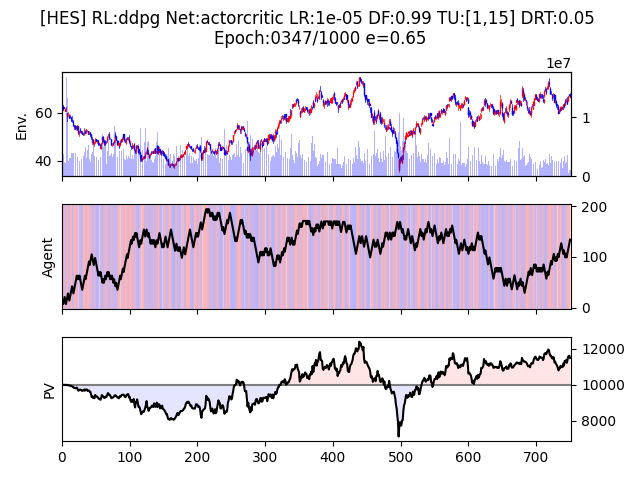 [HES] RL:ddpg Net:actorcritic LR:1e-05 DF:0.99 TU:[1,15] DRT:0.05
Epoch:0347/1000 e=0.65
1e7
Env.
60
40
1
0
Agent
200
100
0
PV
12000
10000
8000
0 100 200 300 400 500 600 700